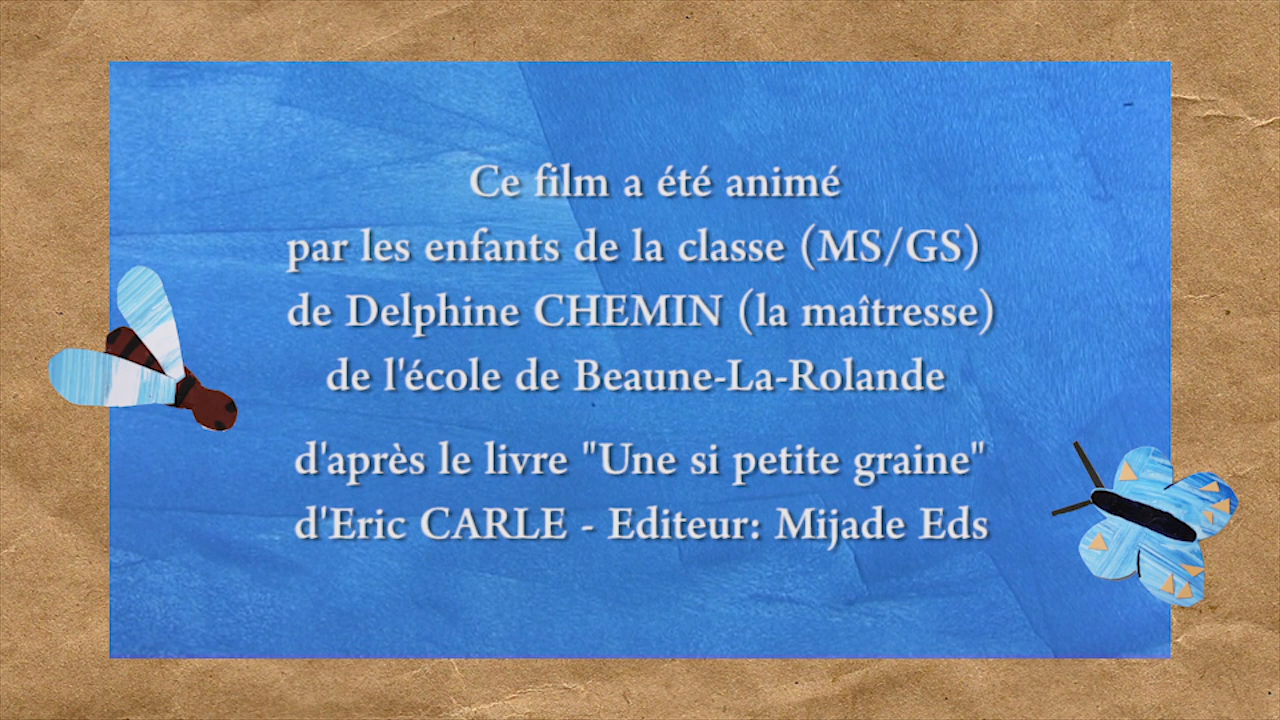 Ce film a été animé
par les enfants de la classe (MS/GS)
de Delphine CHEMIN (la maîtresse)
de l'école de Beaune-La-Rolande
d'après le livre "Une si petite graine"
d'Eric CARLE - Editeur: Mijade Eds